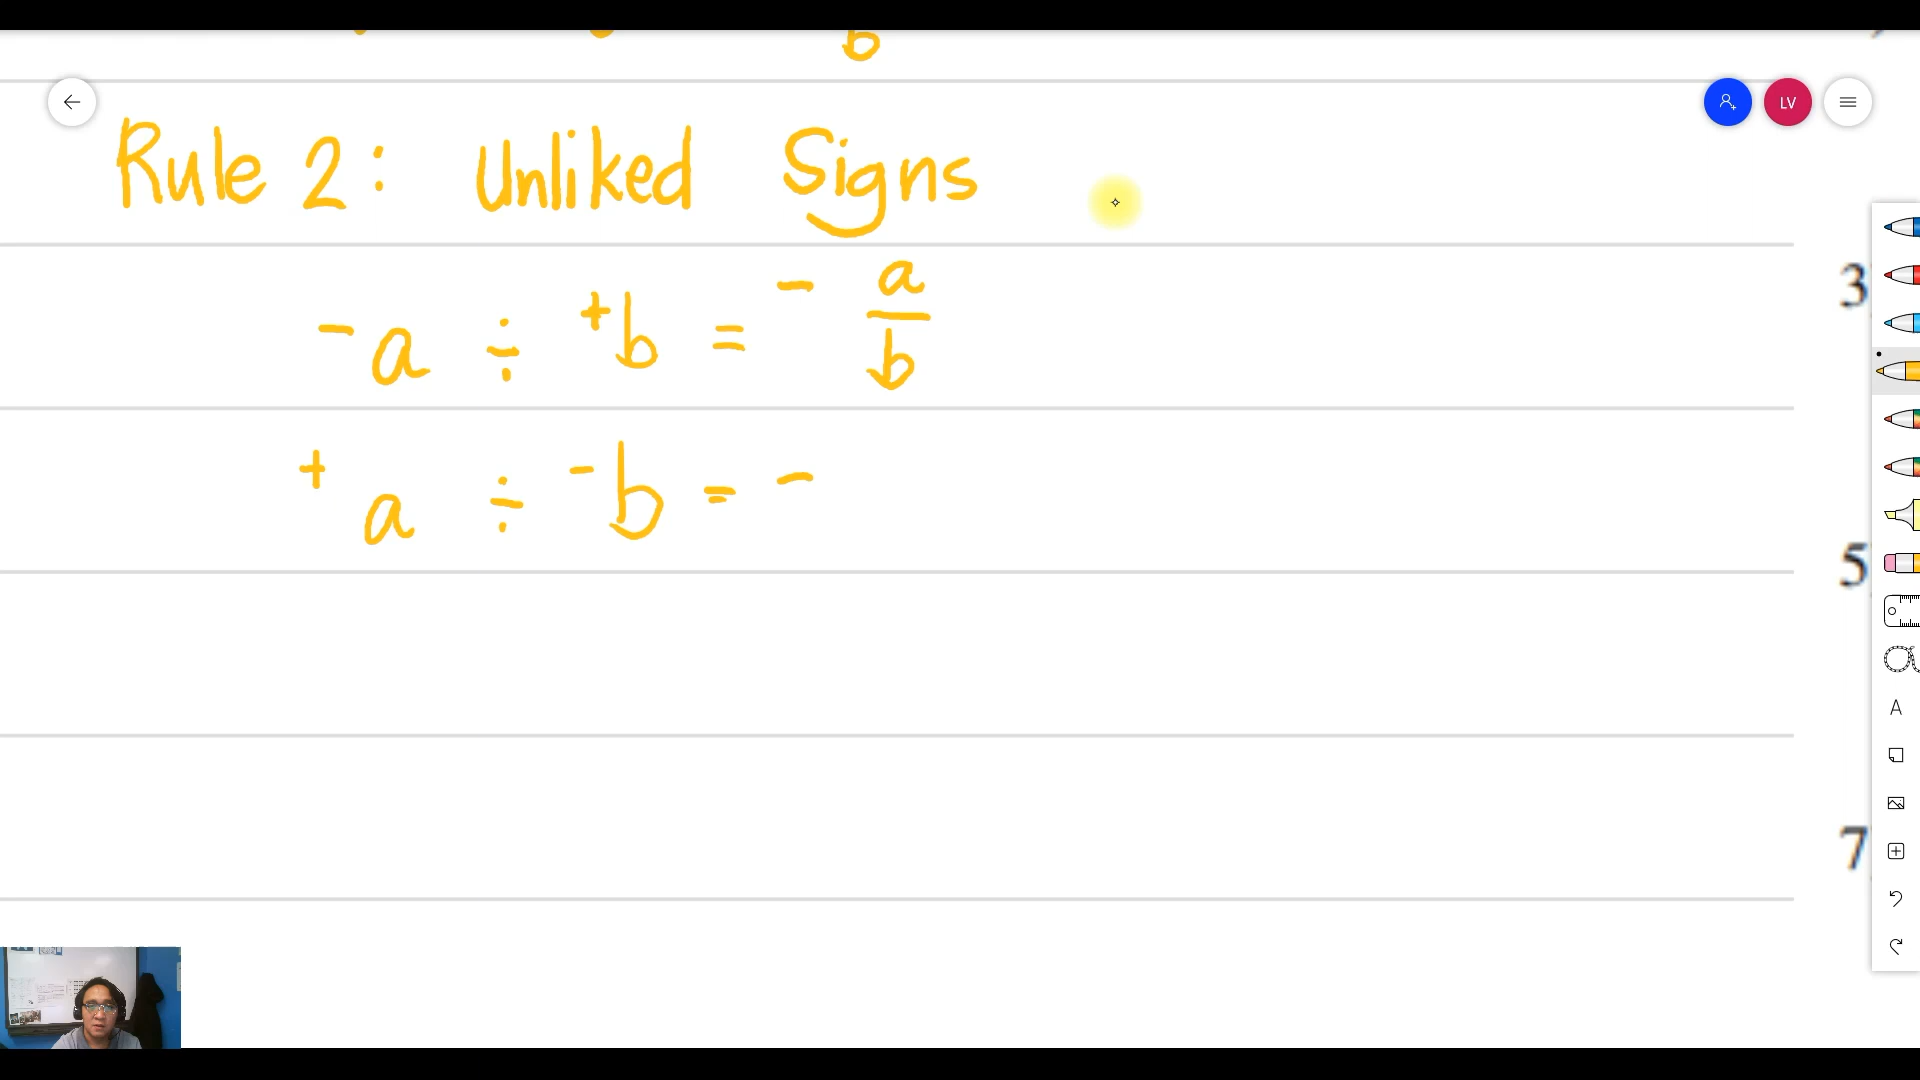 b
LV
Rule 2: Unliked Signs
3
⁻a ÷ ⁺b = ⁻ a/b
⁺a ÷ ⁻b = ⁻
5
A
7